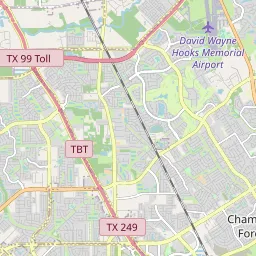 David Wayne
Hooks Memorial
Airport
TX 99 Toll
TBT
TX 249
Cham
Fore